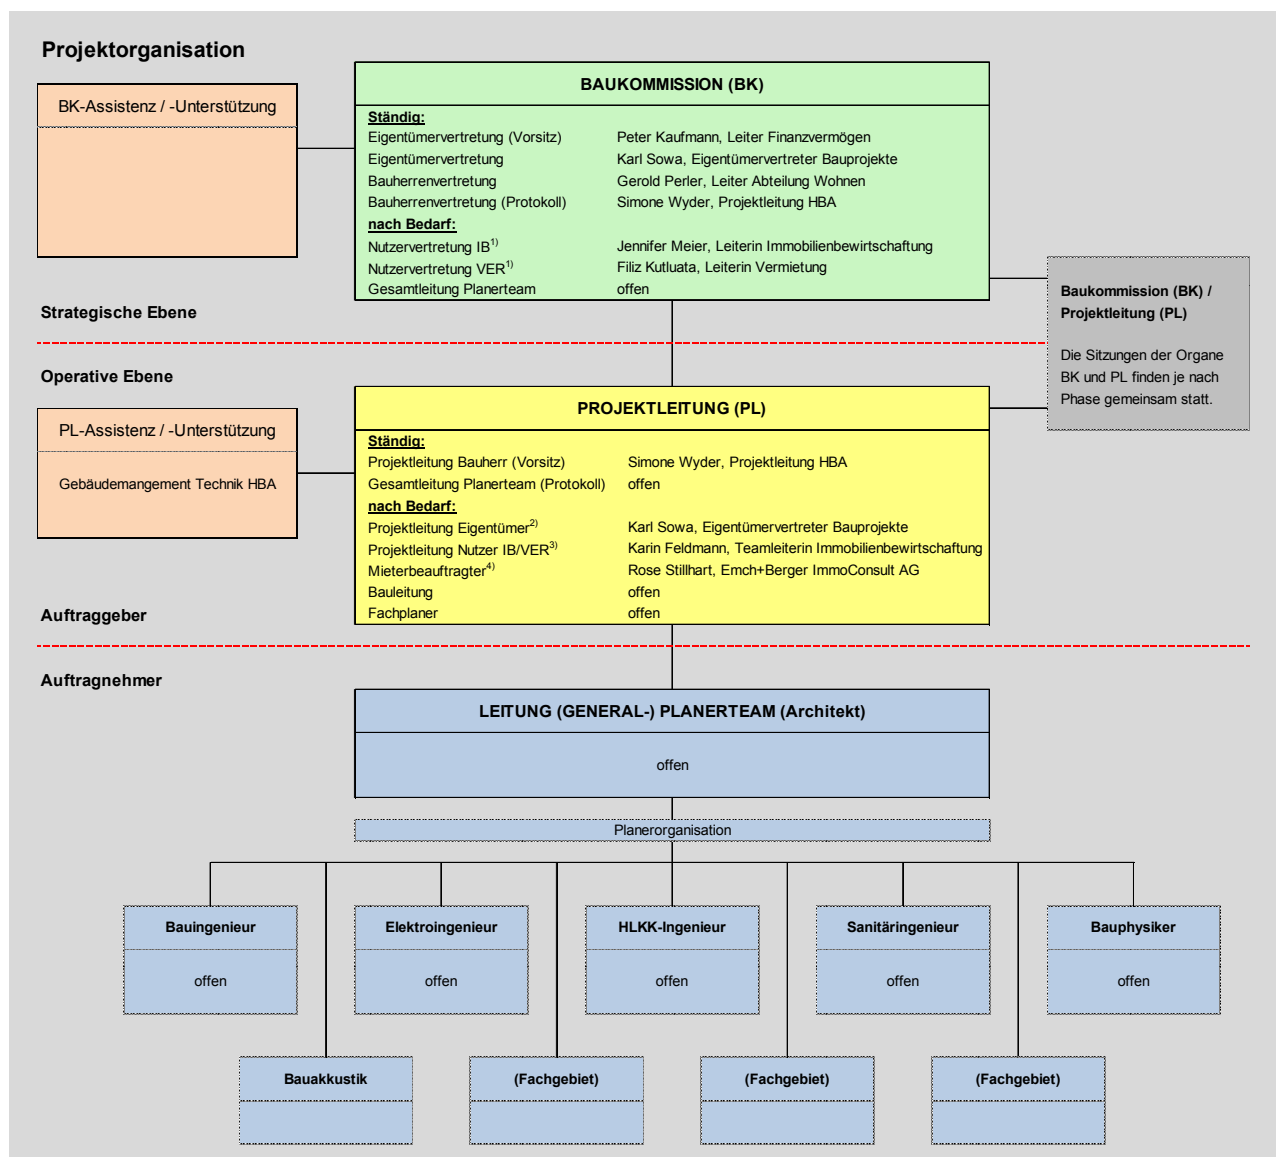 Projektorganisation
BK-Assistenz / -Unterstützung
BAUKOMMISSION (BK)
Ständig:
Eigentümervertretung (Vorsitz) Peter Kaufmann, Leiter Finanzvermögen
Eigentümervertretung Karl Sowa, Eigentümervertreter Bauprojekte
Bauherrenvertretung Gerold Perler, Leiter Abteilung Wohnen
Bauherrenvertretung (Protokoll) Simone Wyder, Projektleitung HBA
nach Bedarf:
Nutzervertretung IB1) Jennifer Meier, Leiterin Immobilienbewirtschaftung
Nutzervertretung VER1) Filiz Kutluata, Leiterin Vermietung
Gesamtleitung Planerteam offen
Baukommission (BK) /
Projektleitung (PL)
Die Sitzungen der Organe
BK und PL finden je nach
Phase gemeinsam statt.
Strategische Ebene
Operative Ebene
PL-Assistenz / -Unterstützung
Gebäudemangement Technik HBA
PROJEKTLEITUNG (PL)
Ständig:
Projektleitung Bauherr (Vorsitz) Simone Wyder, Projektleitung HBA
Gesamtleitung Planerteam (Protokoll) offen
nach Bedarf:
Projektleitung Eigentümer2) Karl Sowa, Eigentümervertreter Bauprojekte
Projektleitung Nutzer IB/VER3) Karin Feldmann, Teamleiterin Immobilienbewirtschaftung
Mieterbeauftragter4) Rose Stillhart, Emch+Berger ImmoConsult AG
Bauleitung offen
Fachplaner offen
Auftraggeber
Auftragnehmer
LEITUNG (GENERAL-) PLANERTEAM (Architekt)
offen
Planerorganisation
Bauingenieur Elektroingenieur HLKK-Ingenieur Sanitäringenieur Bauphysiker
offen offen offen offen offen
Bauakkustik (Fachgebiet) (Fachgebiet) (Fachgebiet)